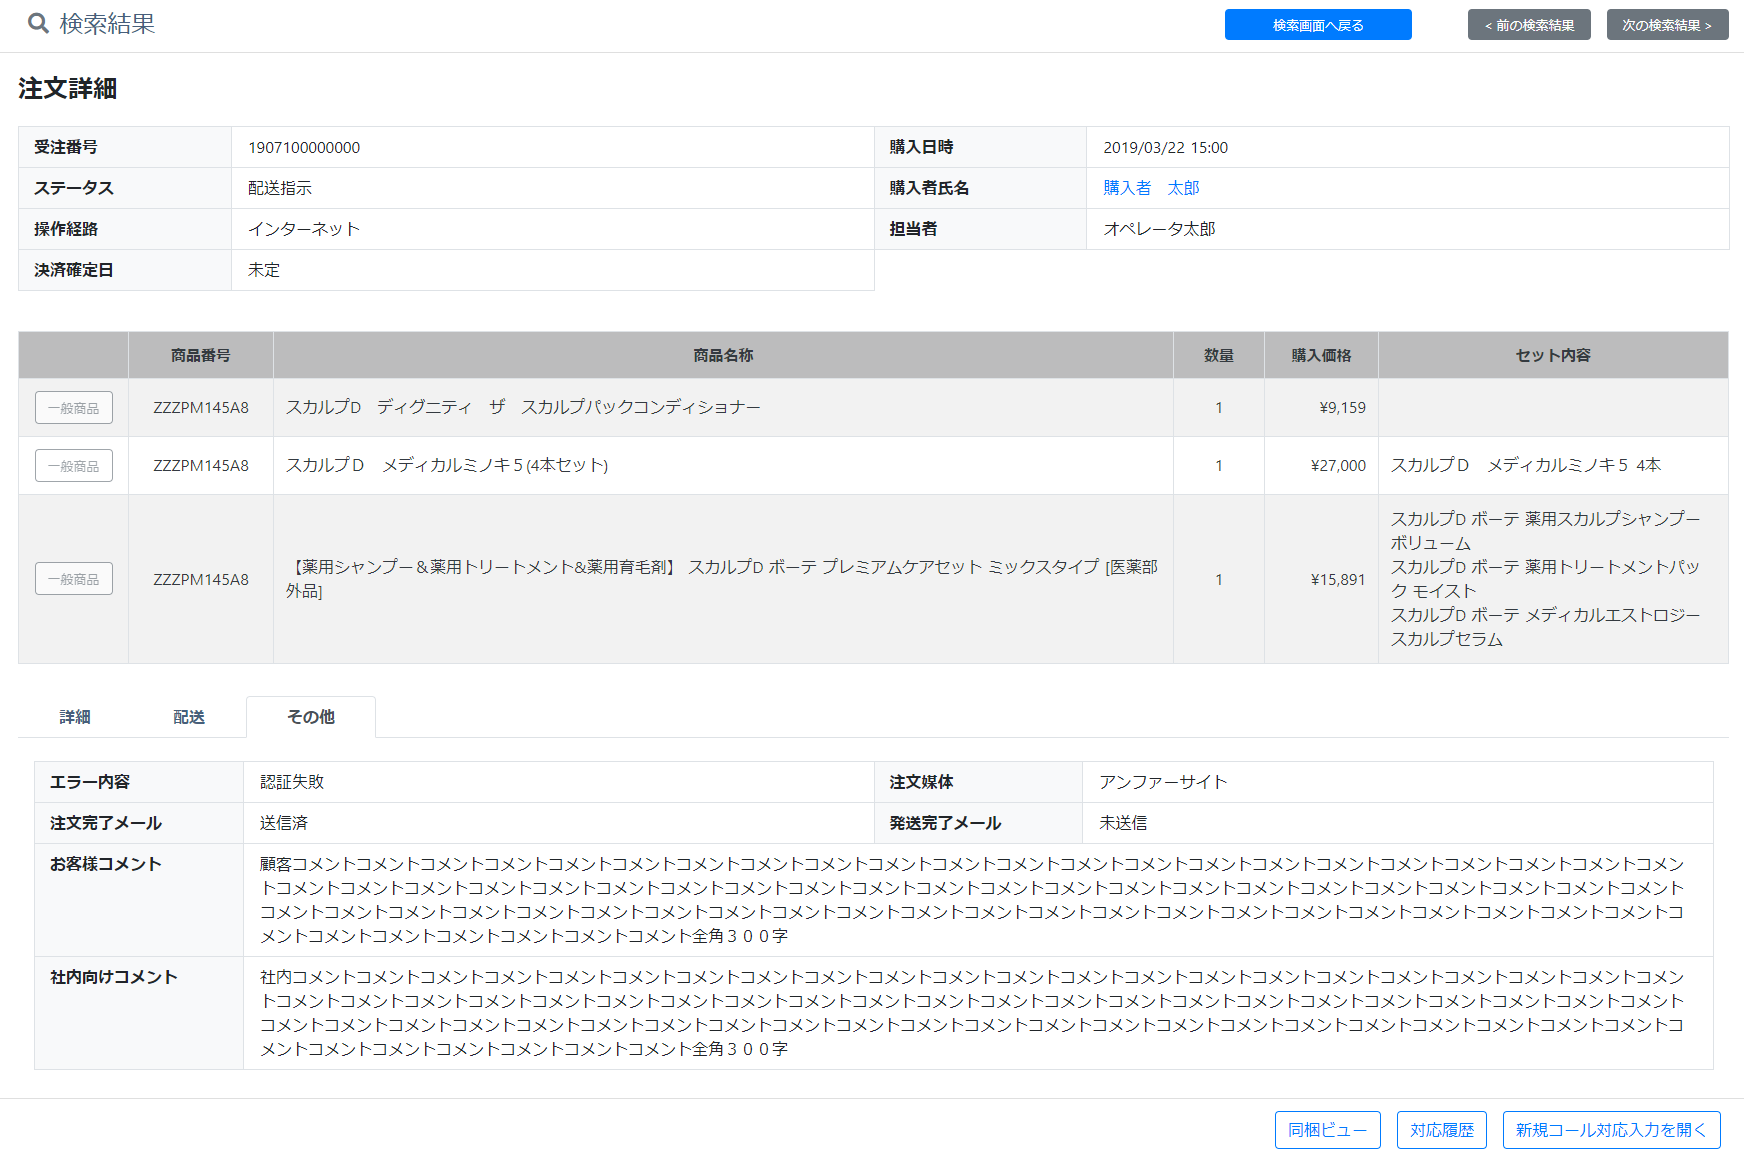 検索結果
検索画面へ戻る
< 前の検索結果
次の検索結果 >
注文詳細
受注番号 1907100000000 購入日時 2019/03/22 15:00
ステータス 配送指示 購入者氏名 購入者　太郎
操作経路 インターネット 担当者 オペレータ太郎
決済確定日 未定
商品番号 商品名称 数量 購入価格 セット内容
一般商品 ZZZPM145A8 スカルプD　ディグニティ　ザ　スカルプパックコンディショナー 1 ¥9,159
一般商品 ZZZPM145A8 スカルプＤ　メディカルミノキ５(4本セット) 1 ¥27,000 スカルプＤ　メディカルミノキ５ 4本
一般商品 ZZZPM145A8
【薬用シャンプー＆薬用トリートメント&薬用育毛剤】 スカルプD ボーテ プレミアムケアセット ミックスタイプ [医薬部
外品]
1 ¥15,891
スカルプD ボーテ 薬用スカルプシャンプー
ボリューム
スカルプD ボーテ 薬用トリートメントパッ
ク モイスト
スカルプD ボーテ メディカルエストロジー
スカルプセラム
詳細 配送 その他
エラー内容 認証失敗 注文媒体 アンファーサイト
注文完了メール 送信済 発送完了メール 未送信
お客様コメント
顧客コメントコメントコメントコメントコメントコメントコメントコメントコメントコメントコメントコメントコメントコメントコメントコメントコメントコメントコメントコメントコメントコメン
トコメントコメントコメントコメントコメントコメントコメントコメントコメントコメントコメントコメントコメントコメントコメントコメントコメントコメントコメントコメントコメントコメント
コメントコメントコメントコメントコメントコメントコメントコメントコメントコメントコメントコメントコメントコメントコメントコメントコメントコメントコメントコメントコメントコメントコ
メントコメントコメントコメントコメントコメントコメント全角３００字
社内向けコメント
社内コメントコメントコメントコメントコメントコメントコメントコメントコメントコメントコメントコメントコメントコメントコメントコメントコメントコメントコメントコメントコメントコメン
トコメントコメントコメントコメントコメントコメントコメントコメントコメントコメントコメントコメントコメントコメントコメントコメントコメントコメントコメントコメントコメントコメント
コメントコメントコメントコメントコメントコメントコメントコメントコメントコメントコメントコメントコメントコメントコメントコメントコメントコメントコメントコメントコメントコメントコ
メントコメントコメントコメントコメントコメントコメント全角３００字
同梱ビュー
対応履歴
新規コール対応入力を開く